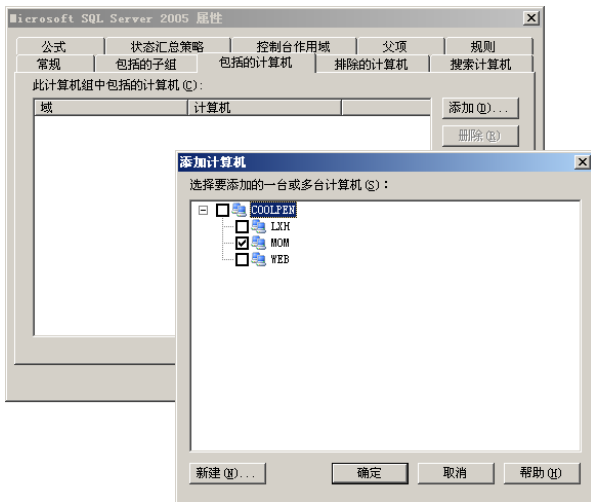 Microsoft SQL Server 2005 属性
公式 状态汇总策略 控制台作用域 父项 规则
常规 包括的子组 包括的计算机 排除的计算机 搜索计算机
此计算机组中包括的计算机(C):
域 计算机
添加(D)...
删除(R)
添加计算机
选择要添加的一台或多台计算机(S):
COOLPEN
LXH
MOM
WEB
新建(N)... 确定 取消 帮助(H)